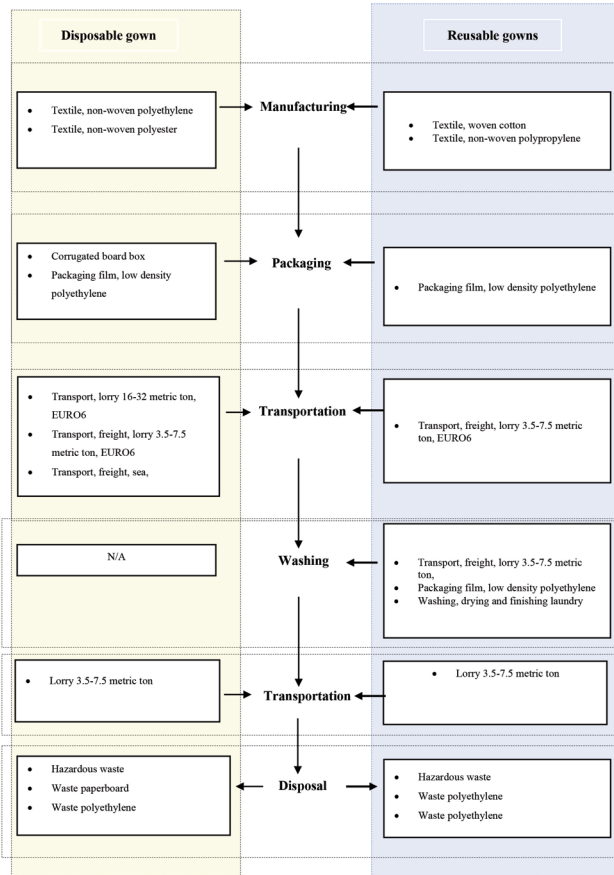 Disposable gown
Reusable gowns
Textile, non-woven polyethylene
Textile, non-woven polyester
Manufacturing
Textile, woven cotton
Textile, non-woven polypropylene
Corrugated board box
Packaging film, low density
polyethylene
Packaging
Packaging film, low density polyethylene
Transport, lorry 16-32 metric ton,
EURO6
Transport, freight, lorry 3.5-7.5
metric ton, EURO6
Transport, freight, sea,
Transportation
Transport, freight, lorry 3.5-7.5 metric
ton, EURO6
N/A
Washing
Transport, freight, lorry 3.5-7.5 metric
ton,
Packaging film, low density polyethylene
Washing, drying and finishing laundry
Lorry 3.5-7.5 metric ton
Transportation
Lorry 3.5-7.5 metric ton
Hazardous waste
Waste paperboard
Waste polyethylene
Disposal
Hazardous waste
Waste polyethylene
Waste polyethylene